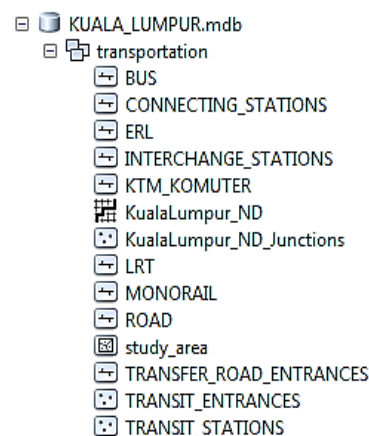 KUALA_LUMPUR.mdb
transportation
BUS
CONNECTING_STATIONS
ERL
INTERCHANGE_STATIONS
KTM_KOMUTER
KualaLumpur_ND
KualaLumpur_ND_Junctions
LRT
MONORAIL
ROAD
study_area
TRANSFER_ROAD_ENTRANCES
TRANSIT_ENTRANCES
TRANSIT_STATIONS